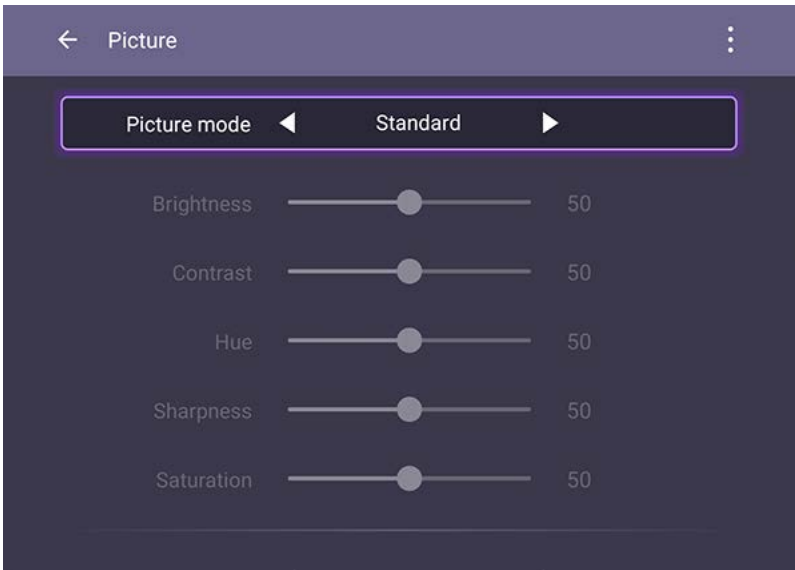 Picture
Picture mode Standard
Brightness 50
Contrast 50
Hue 50
Sharpness 50
Saturation 50